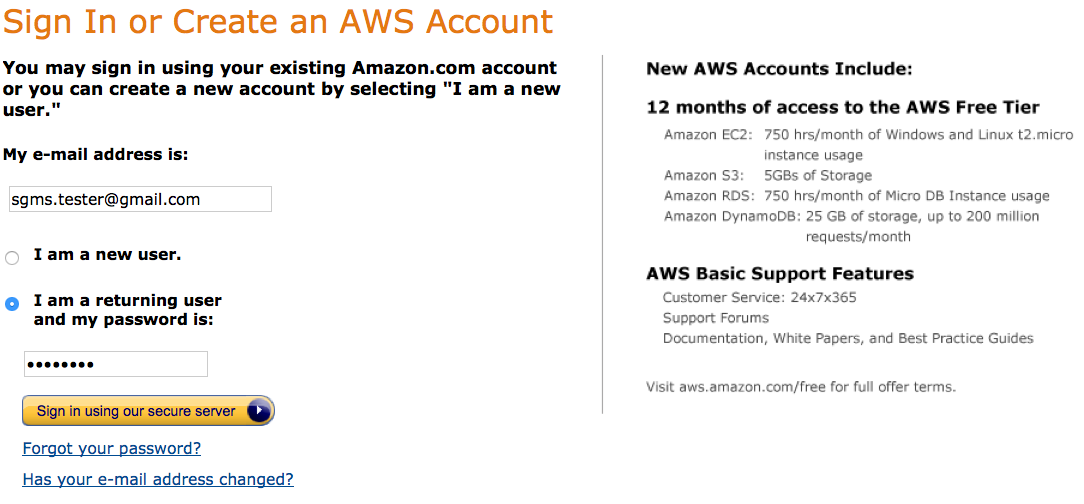 Sign In or Create an AWS Account
You may sign in using your existing Amazon.com account
or you can create a new account by selecting "I am a new
user."
My e-mail address is:
sgms.tester@gmail.com
I am a new user.
I am a returning user
and my password is:
••••••••
Sign in using our secure server
Forgot your password?
Has your e-mail address changed?
New AWS Accounts Include:
12 months of access to the AWS Free Tier
Amazon EC2: 750 hrs/month of Windows and Linux t2.micro
instance usage
Amazon S3: 5GBs of Storage
Amazon RDS: 750 hrs/month of Micro DB Instance usage
Amazon DynamoDB: 25 GB of storage, up to 200 million
requests/month
AWS Basic Support Features
Customer Service: 24x7x365
Support Forums
Documentation, White Papers, and Best Practice Guides
Visit aws.amazon.com/free for full offer terms.